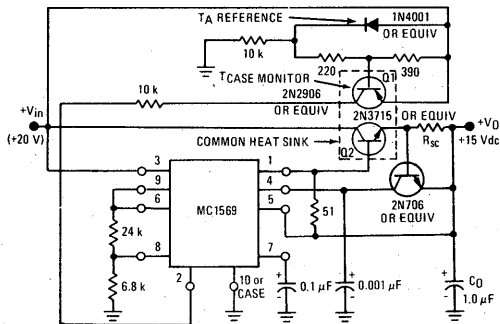 TA REFERENCE
1N4001
OR EQUIV
10 k
220
390
TCASE MONITOR
Q1
10 k
2N2906
OR EQUIV
+Vin
(+20 V)
2N3715
OR EQUIV
RSC
+VO
+15 Vdc
COMMON HEAT SINK
Q2
3
1
9
4
6
5
MC1569
2N706
OR EQUIV
51
24 k
8
7
6.8 k
2
10 or
CASE
0.1 µF
0.001 µF
CO
1.0 µF
+
+
+